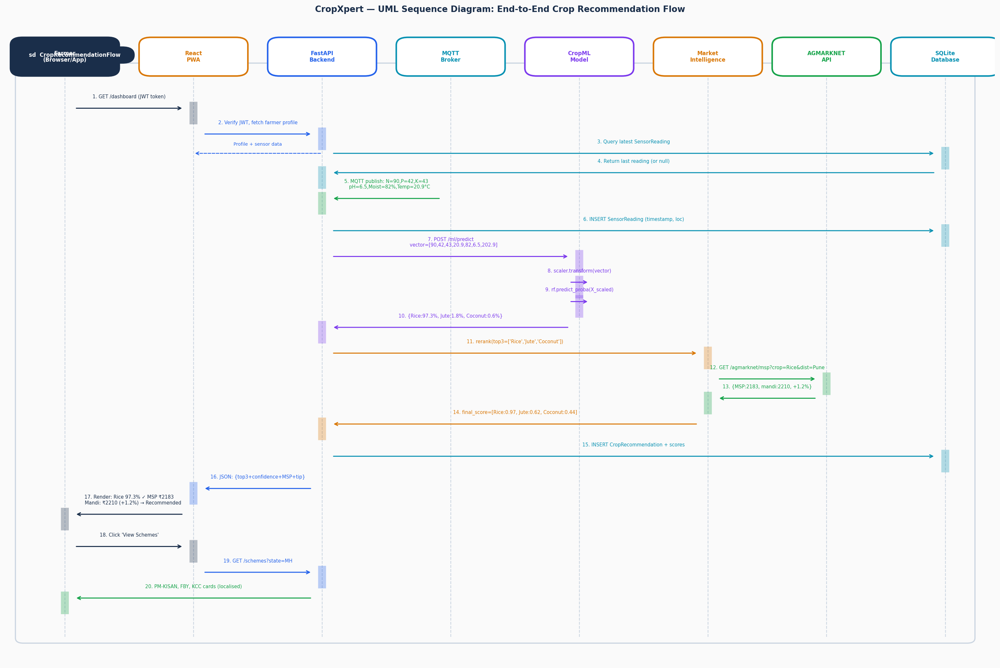 CropXpert — UML Sequence Diagram: End-to-End Crop Recommendation Flow
sd  CropRecommendationFlow
Farmer
(Browser/App)
React
PWA
FastAPI
Backend
MQTT
Broker
CropML
Model
Market
Intelligence
AGMARKNET
API
SQLite
Database
1. GET /dashboard (JWT token)
2. Verify JWT, fetch farmer profile
Profile + sensor data
3. Query latest SensorReading
4. Return last reading (or null)
5. MQTT publish: N=90,P=42,K=43
pH=6.5,Moist=82%,Temp=20.9°C
6. INSERT SensorReading (timestamp, loc)
7. POST /ml/predict
vector=[90,42,43,20.9,82,6.5,202.9]
8. scaler.transform(vector)
9. rf.predict_proba(X_scaled)
10. {Rice:97.3%, Jute:1.8%, Coconut:0.6%}
11. rerank(top3=['Rice','Jute','Coconut'])
12. GET /agmarknet/msp?crop=Rice&dist=Pune
13. {MSP:2183, mandi:2210, +1.2%}
14. final_score=[Rice:0.97, Jute:0.62, Coconut:0.44]
15. INSERT CropRecommendation + scores
16. JSON: {top3+confidence+MSP+tip}
17. Render: Rice 97.3% ✓ MSP ₹2183
Mandi: ₹2210 (+1.2%) → Recommended
18. Click 'View Schemes'
19. GET /schemes?state=MH
20. PM-KISAN, FBY, KCC cards (localised)